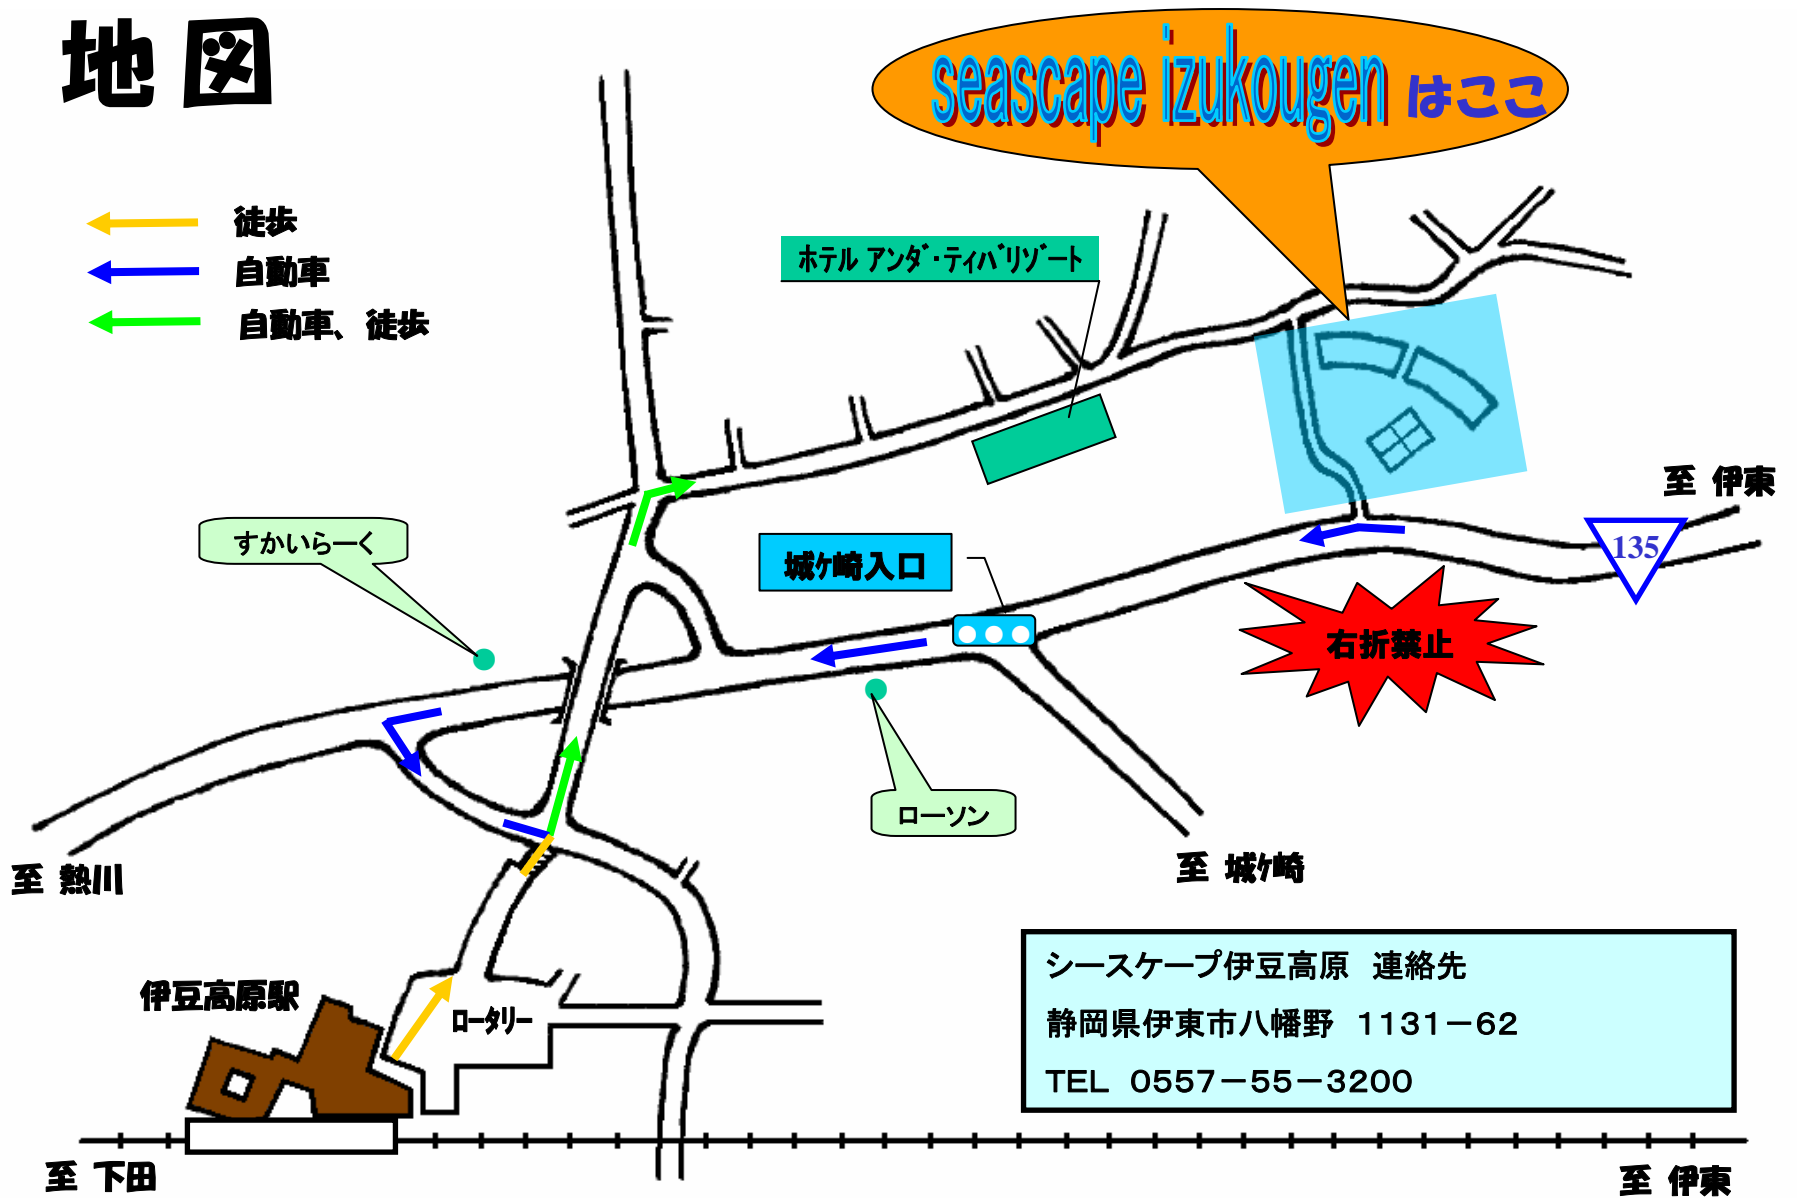 地図
seascape izukougen はここ
徒歩
自動車
自動車、徒歩
ホテル アンダ・ティバリゾート
至 伊東
135
すかいらーく
城ヶ崎入口
右折禁止
ローソン
至 熱川
至 城ヶ崎
伊豆高原駅
ロータリー
シースケープ伊豆高原 連絡先
静岡県伊東市八幡野 1131－62
TEL 0557－55－3200
至 下田
至 伊東